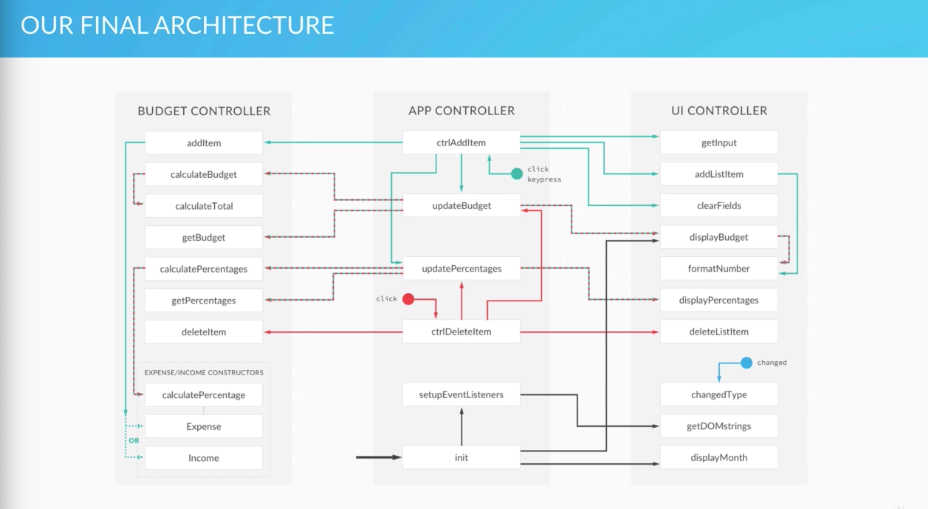 OUR FINAL ARCHITECTURE
BUDGET CONTROLLER
addItem
calculateBudget
calculateTotal
getBudget
calculatePercentages
getPercentages
deleteItem
EXPENSE/INCOME CONSTRUCTORS
calculatePercentage
Expense
OR
Income
APP CONTROLLER
ctrlAddItem
click
keypress
updateBudget
updatePercentages
click
ctrlDeleteItem
setupEventListeners
init
UI CONTROLLER
getInput
addListItem
clearFields
displayBudget
formatNumber
displayPercentages
deleteListItem
changed
changedType
getDOMstrings
displayMonth